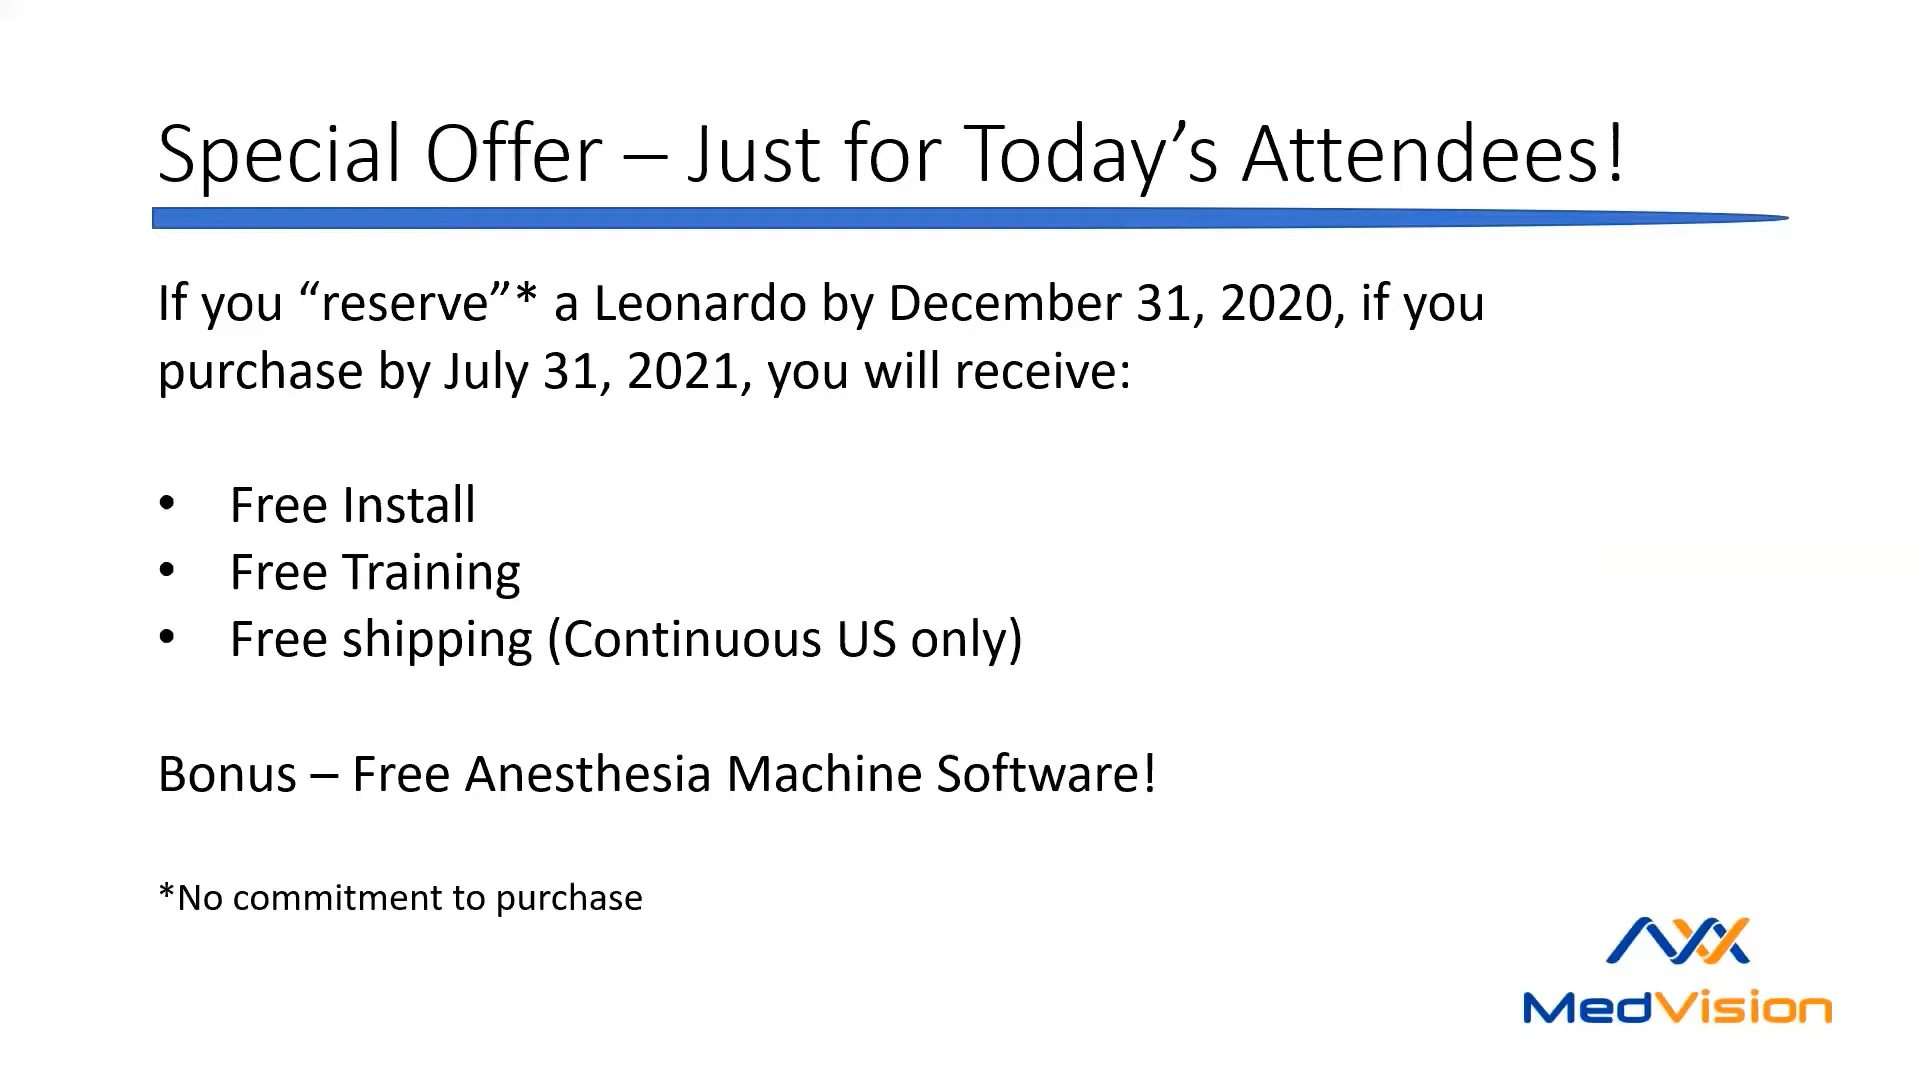 Special Offer – Just for Today’s Attendees!
If you “reserve”* a Leonardo by December 31, 2020, if you
purchase by July 31, 2021, you will receive:
• Free Install
• Free Training
• Free shipping (Continuous US only)
Bonus – Free Anesthesia Machine Software!
*No commitment to purchase
MedVision